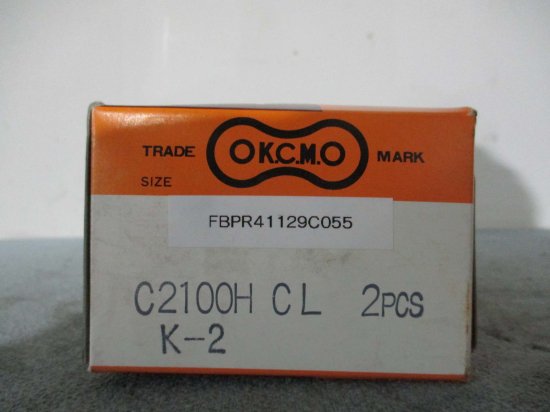 TRADE OK.C.M.O MARK
SIZE
FBPR41129C055
C2100H CL 2PCS
K-2